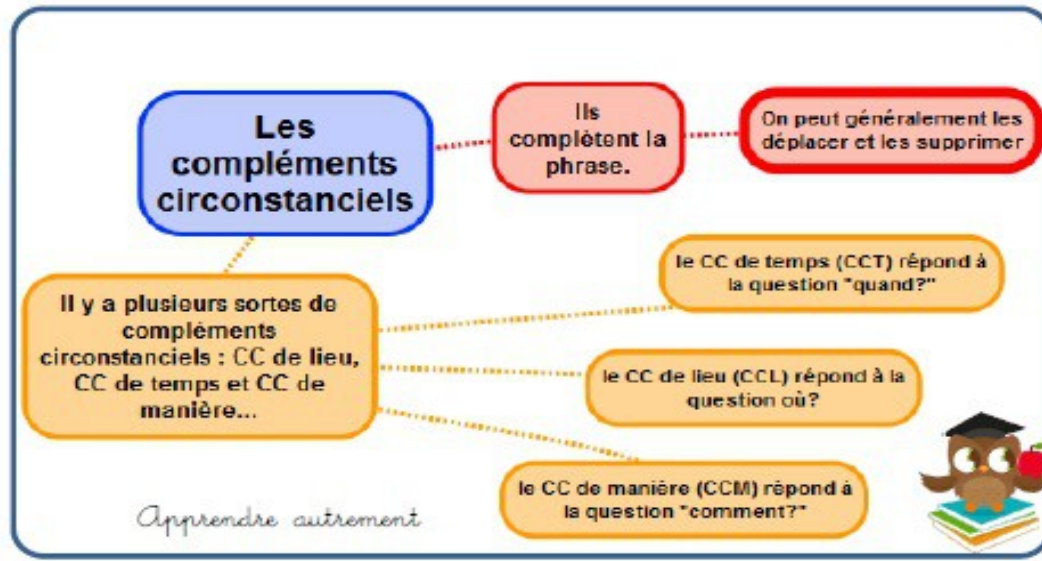 Les
compléments
circonstanciels
Ils
complètent la
phrase.
On peut généralement les
déplacer et les supprimer
Il y a plusieurs sortes de
compléments
circonstanciels : CC de lieu,
CC de temps et CC de
manière...
le CC de temps (CCT) répond à
la question "quand?"
le CC de lieu (CCL) répond à la
question où?
le CC de manière (CCM) répond à
la question "comment?"
Apprendre autrement